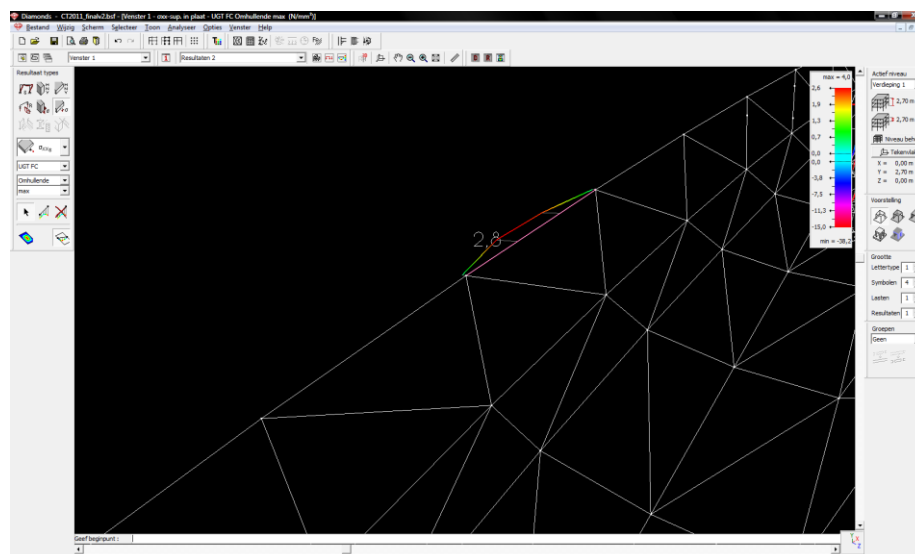 Diamonds - CT2011_finalv2.bsf - [Venster 1 - σxx-sup. in plaat - UGT FC Omhullende max (N/mm²)]
Bestand Wijzig Scherm Selecteer Toon Analyseer Opties Venster Help
Venster 1
Resultaten 2
Resultaat types
UGT FC
Omhullende
max
2,8
max = 4,0
2,6
1,9
1,3
0,7
0,0
0,0
-3,8
-7,5
-11,3
-15,0
min = -38,2
Actief niveau
Verdieping 1
2,70 m
2,70 m
Niveau beh
Tekenvlak
X = 0,00 m
Y = 2,70 m
Z = 0,00 m
Voorstelling
Grootte
Lettertype 1
Symbolen 4
Lasten 1
Resultaten 1
Groepen
Geen
Geef beginpunt :
Y
X
Z